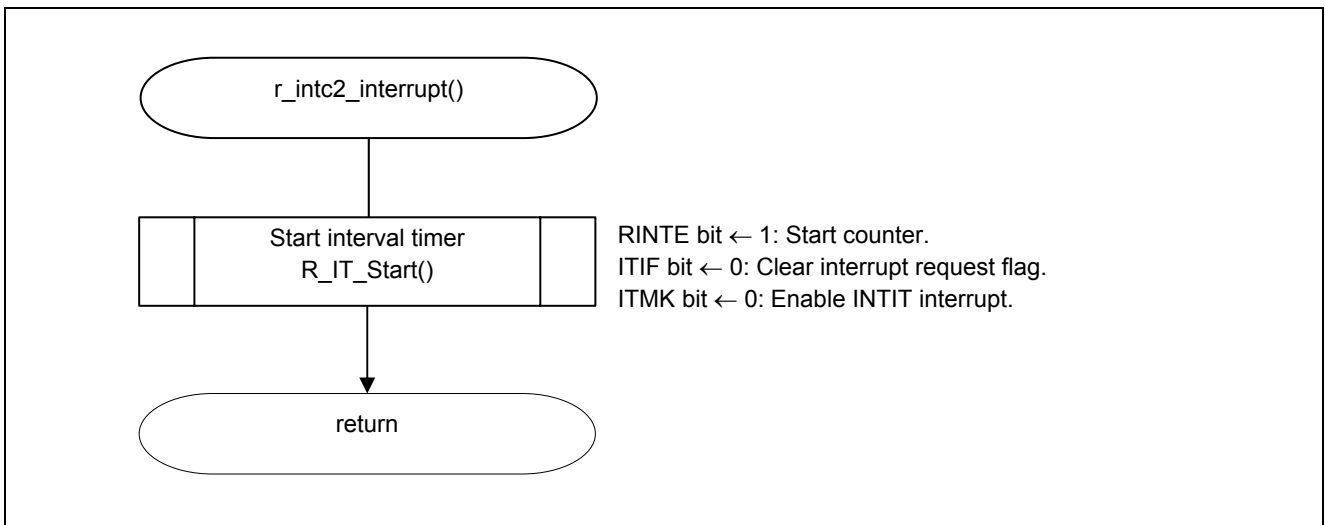 r_intc2_interrupt()
Start interval timer
R_IT_Start()
RINTE bit ← 1: Start counter.
ITIF bit ← 0: Clear interrupt request flag.
ITMK bit ← 0: Enable INTIT interrupt.
return